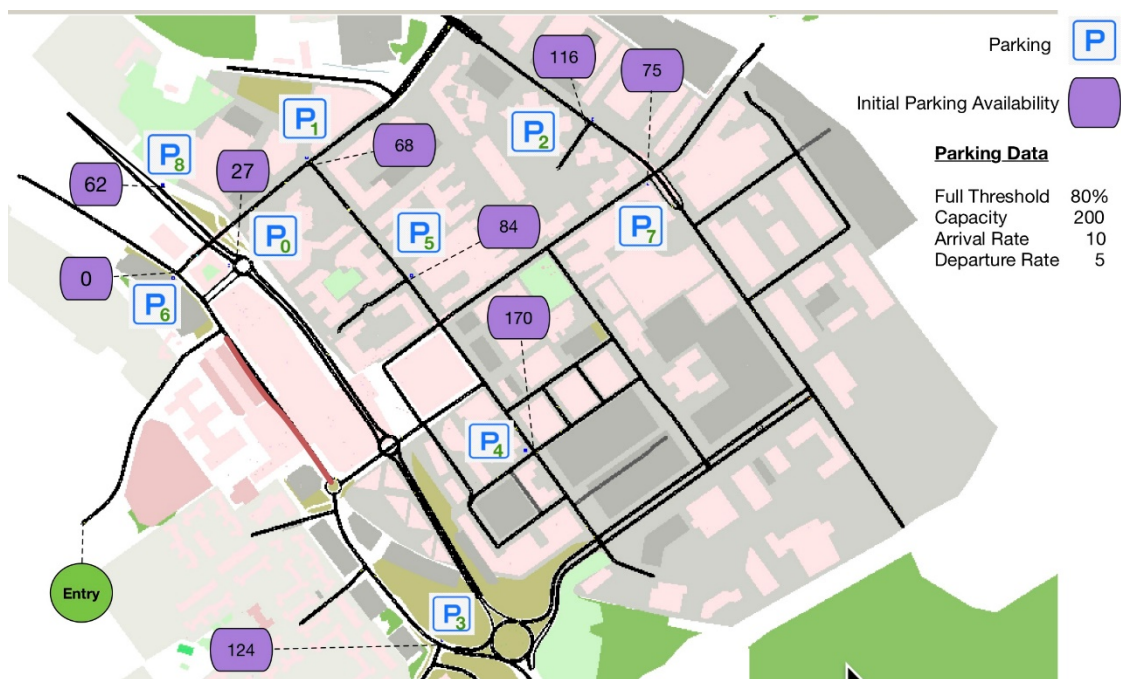 Parking P
Initial Parking Availability
Parking Data
Full Threshold 80%
Capacity 200
Arrival Rate 10
Departure Rate 5
116
75
P1
P2
68
P8
27
62
P0
P5
84
P7
0
P6
170
P4
Entry
P3
124